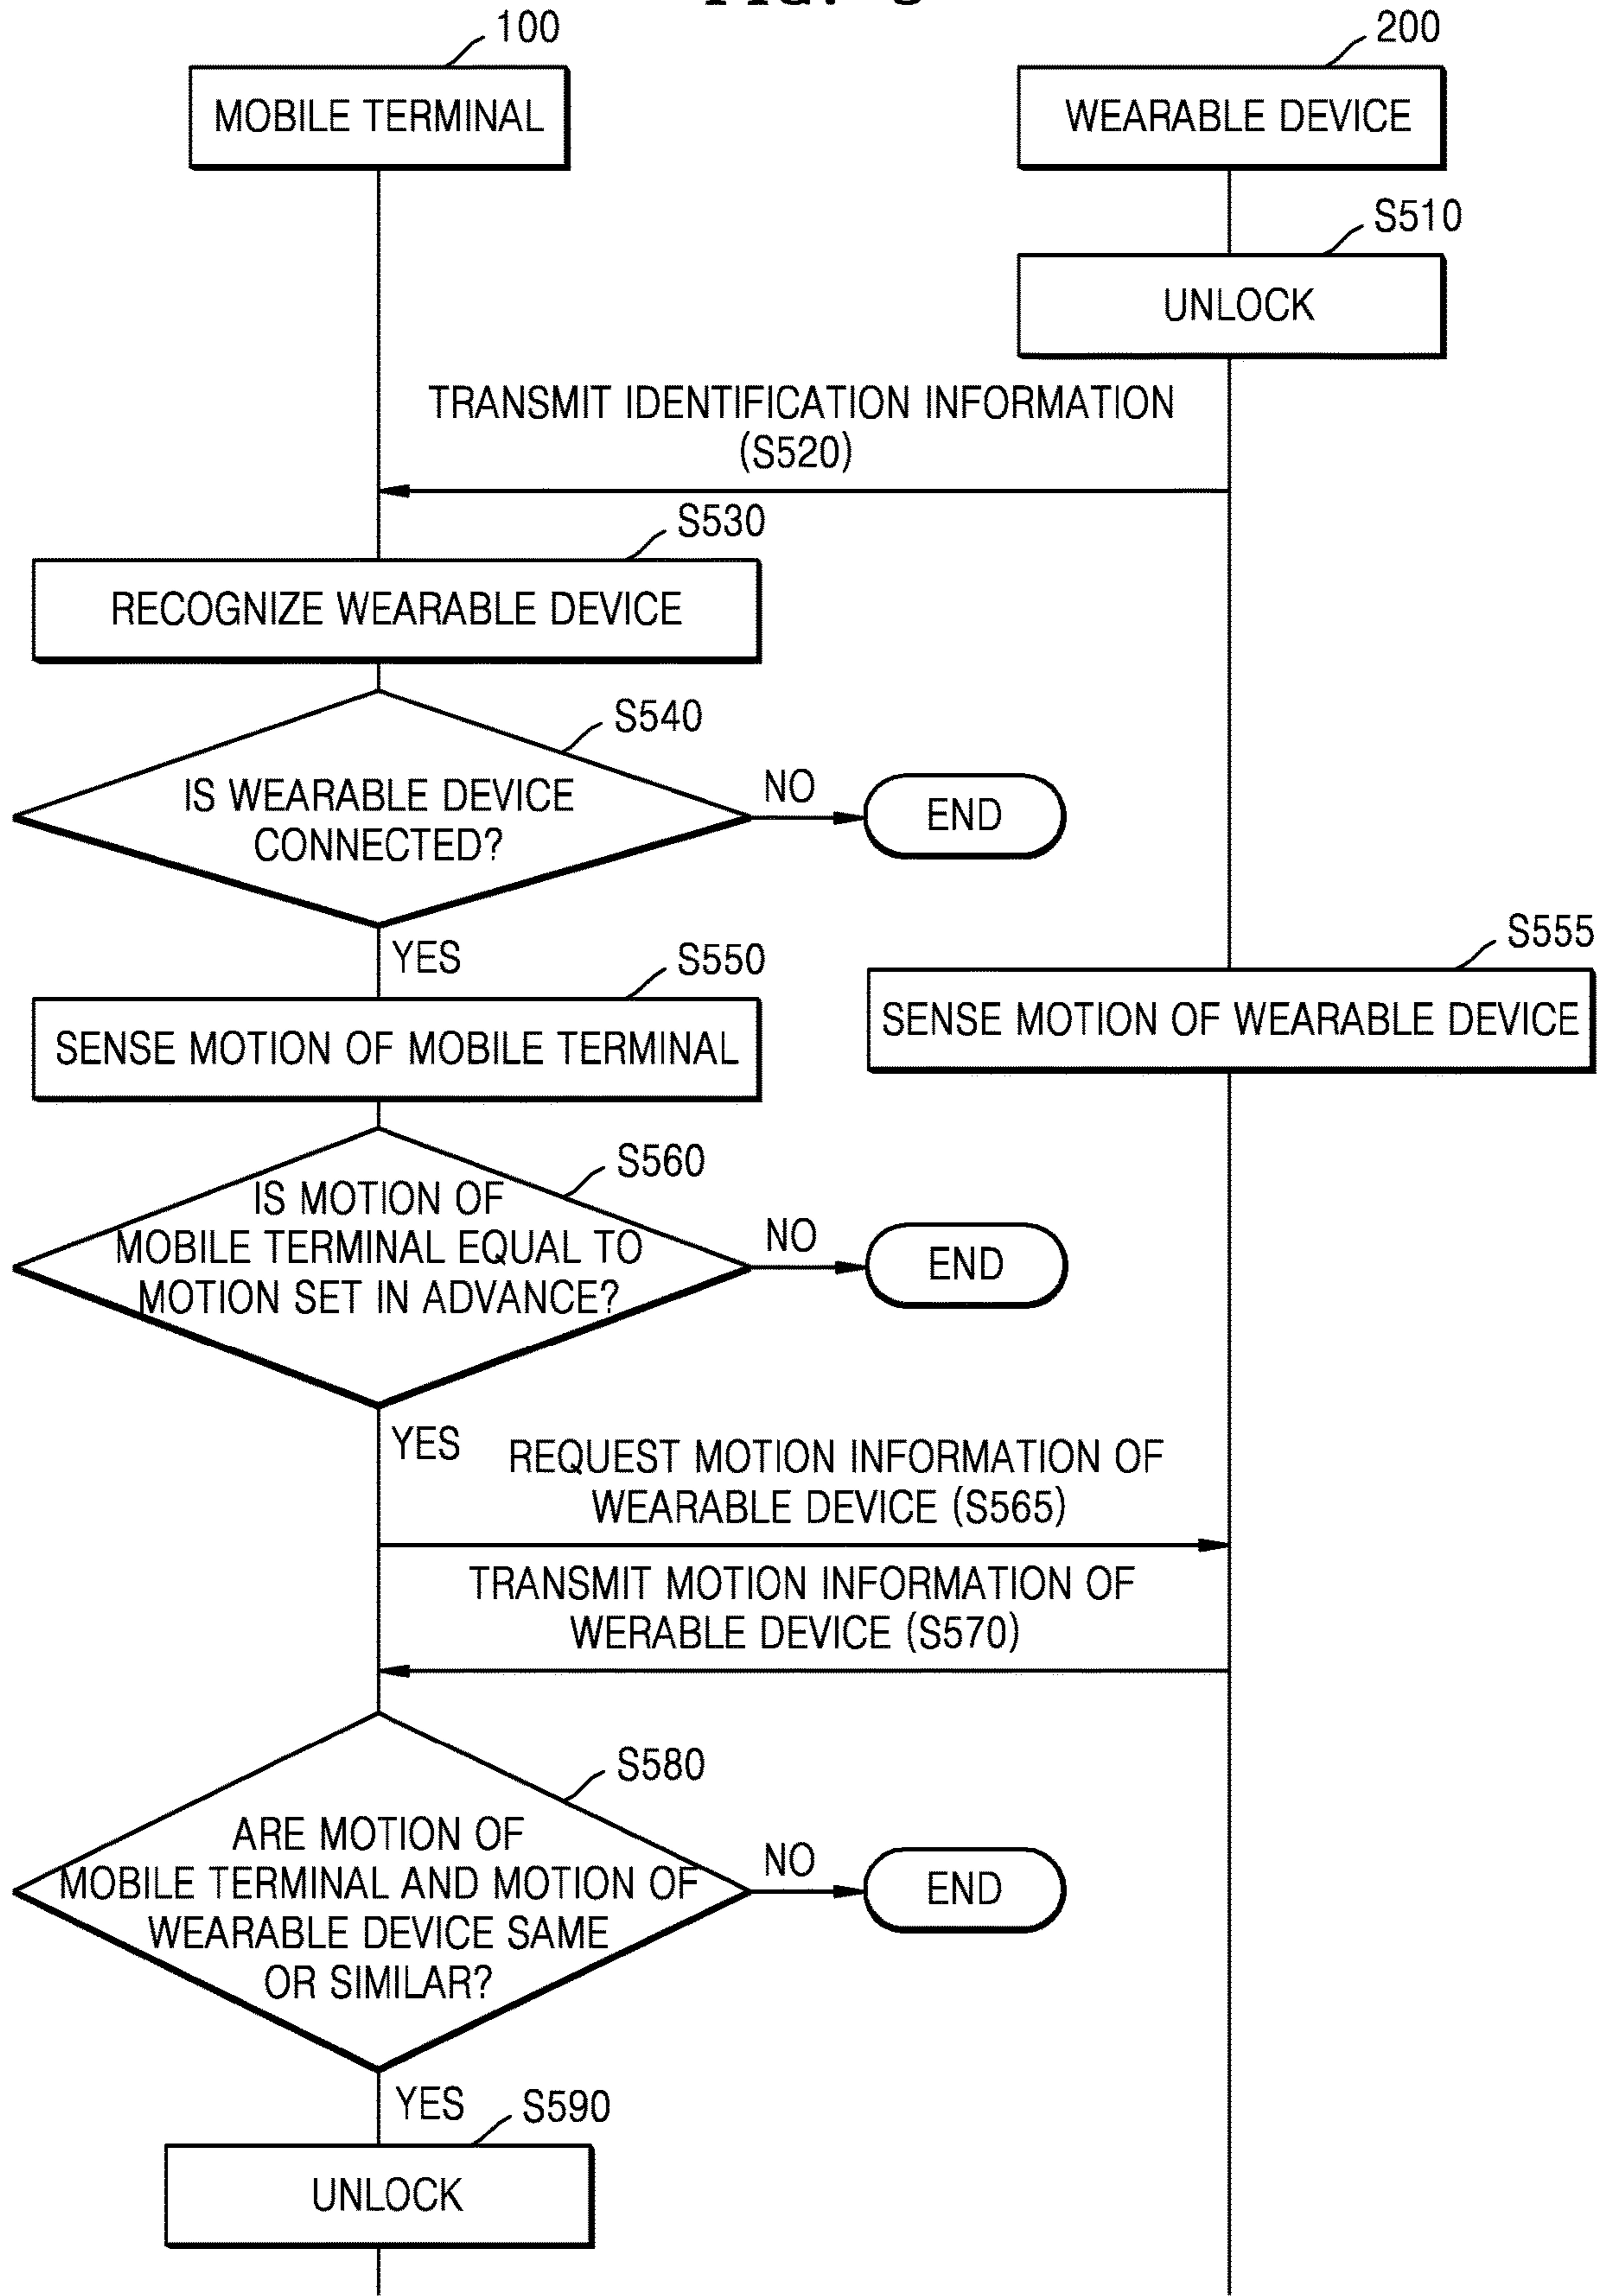 100
200
MOBILE TERMINAL
WEARABLE DEVICE
S510
UNLOCK
TRANSMIT IDENTIFICATION INFORMATION
(S520)
S530
RECOGNIZE WEARABLE DEVICE
S540
IS WEARABLE DEVICE
CONNECTED?
NO
END
YES
S550
S555
SENSE MOTION OF MOBILE TERMINAL
SENSE MOTION OF WEARABLE DEVICE
S560
IS MOTION OF
MOBILE TERMINAL EQUAL TO
MOTION SET IN ADVANCE?
NO
END
YES
REQUEST MOTION INFORMATION OF
WEARABLE DEVICE (S565)
TRANSMIT MOTION INFORMATION OF
WERABLE DEVICE (S570)
S580
ARE MOTION OF
MOBILE TERMINAL AND MOTION OF
WEARABLE DEVICE SAME
OR SIMILAR?
NO
END
YES
S590
UNLOCK